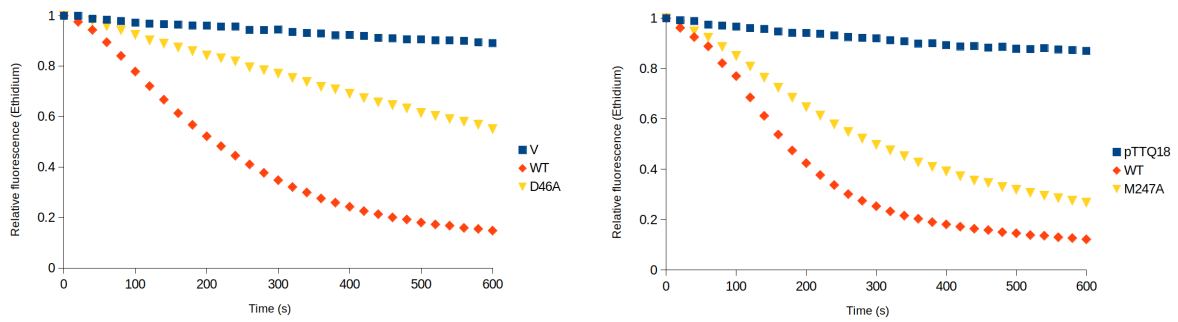 Relative fluorescence (Ethidium)
1
0.8
0.6
0.4
0.2
0
0 100 200 300 400 500 600
Time (s)
V
WT
D46A
Relative fluorescence (Ethidium)
1
0.8
0.6
0.4
0.2
0
0 100 200 300 400 500 600
Time (s)
pTTQ18
WT
M247A